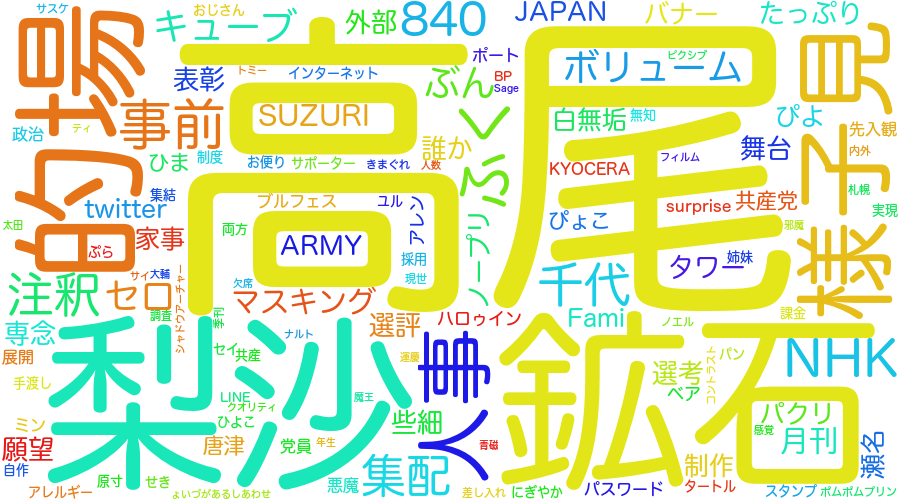 サスケ
おじさん
840
JAPAN
バナー
たっぷり
キューブ
外部
ポート
ピクシブ
的場
高尾
様子見
表彰
トミー
インターネット
ぶん
BP
Sage
ボリューム
ティ
政治
事前
SUZURI
誰か
ふく
白無垢
無知
ぴよ
先入観
内外
ひま
制度
お便り
サポーター
きまぐれ
人数
KYOCERA
フィルム
舞台
集結
twitter
ブルフェス
ユル
アレン
surprise
共産党
札幌
実現
太田
家事
ぷら
両方
ARMY
ノープリ
ぴょこ
姉妹
邪魔
タワー
採用
現世
サイ
大輔
シャドウアーチャー
欠席
千代
注釈
セロ
マスキング
調査
季刊
選評
ハロウィン
Fami
ノエル
課金
専念
展開
梨沙
ナルト
セイ
共産
運慶
人事
鉱石
NHK
パン
コントラスト
選考
ベア
手渡し
LINE
魔王
クオリティ
ひよこ
些細
パクリ
月刊
感覚
ミン
願望
唐津
党員
年生
青磁
瀬名
自作
原寸
せき
悪魔
集配
制作
アレルギー
ょいづがあるしあわせ
差し入れ
にぎやか
パスワード
タートル
スタンプ
ポムポムプリン